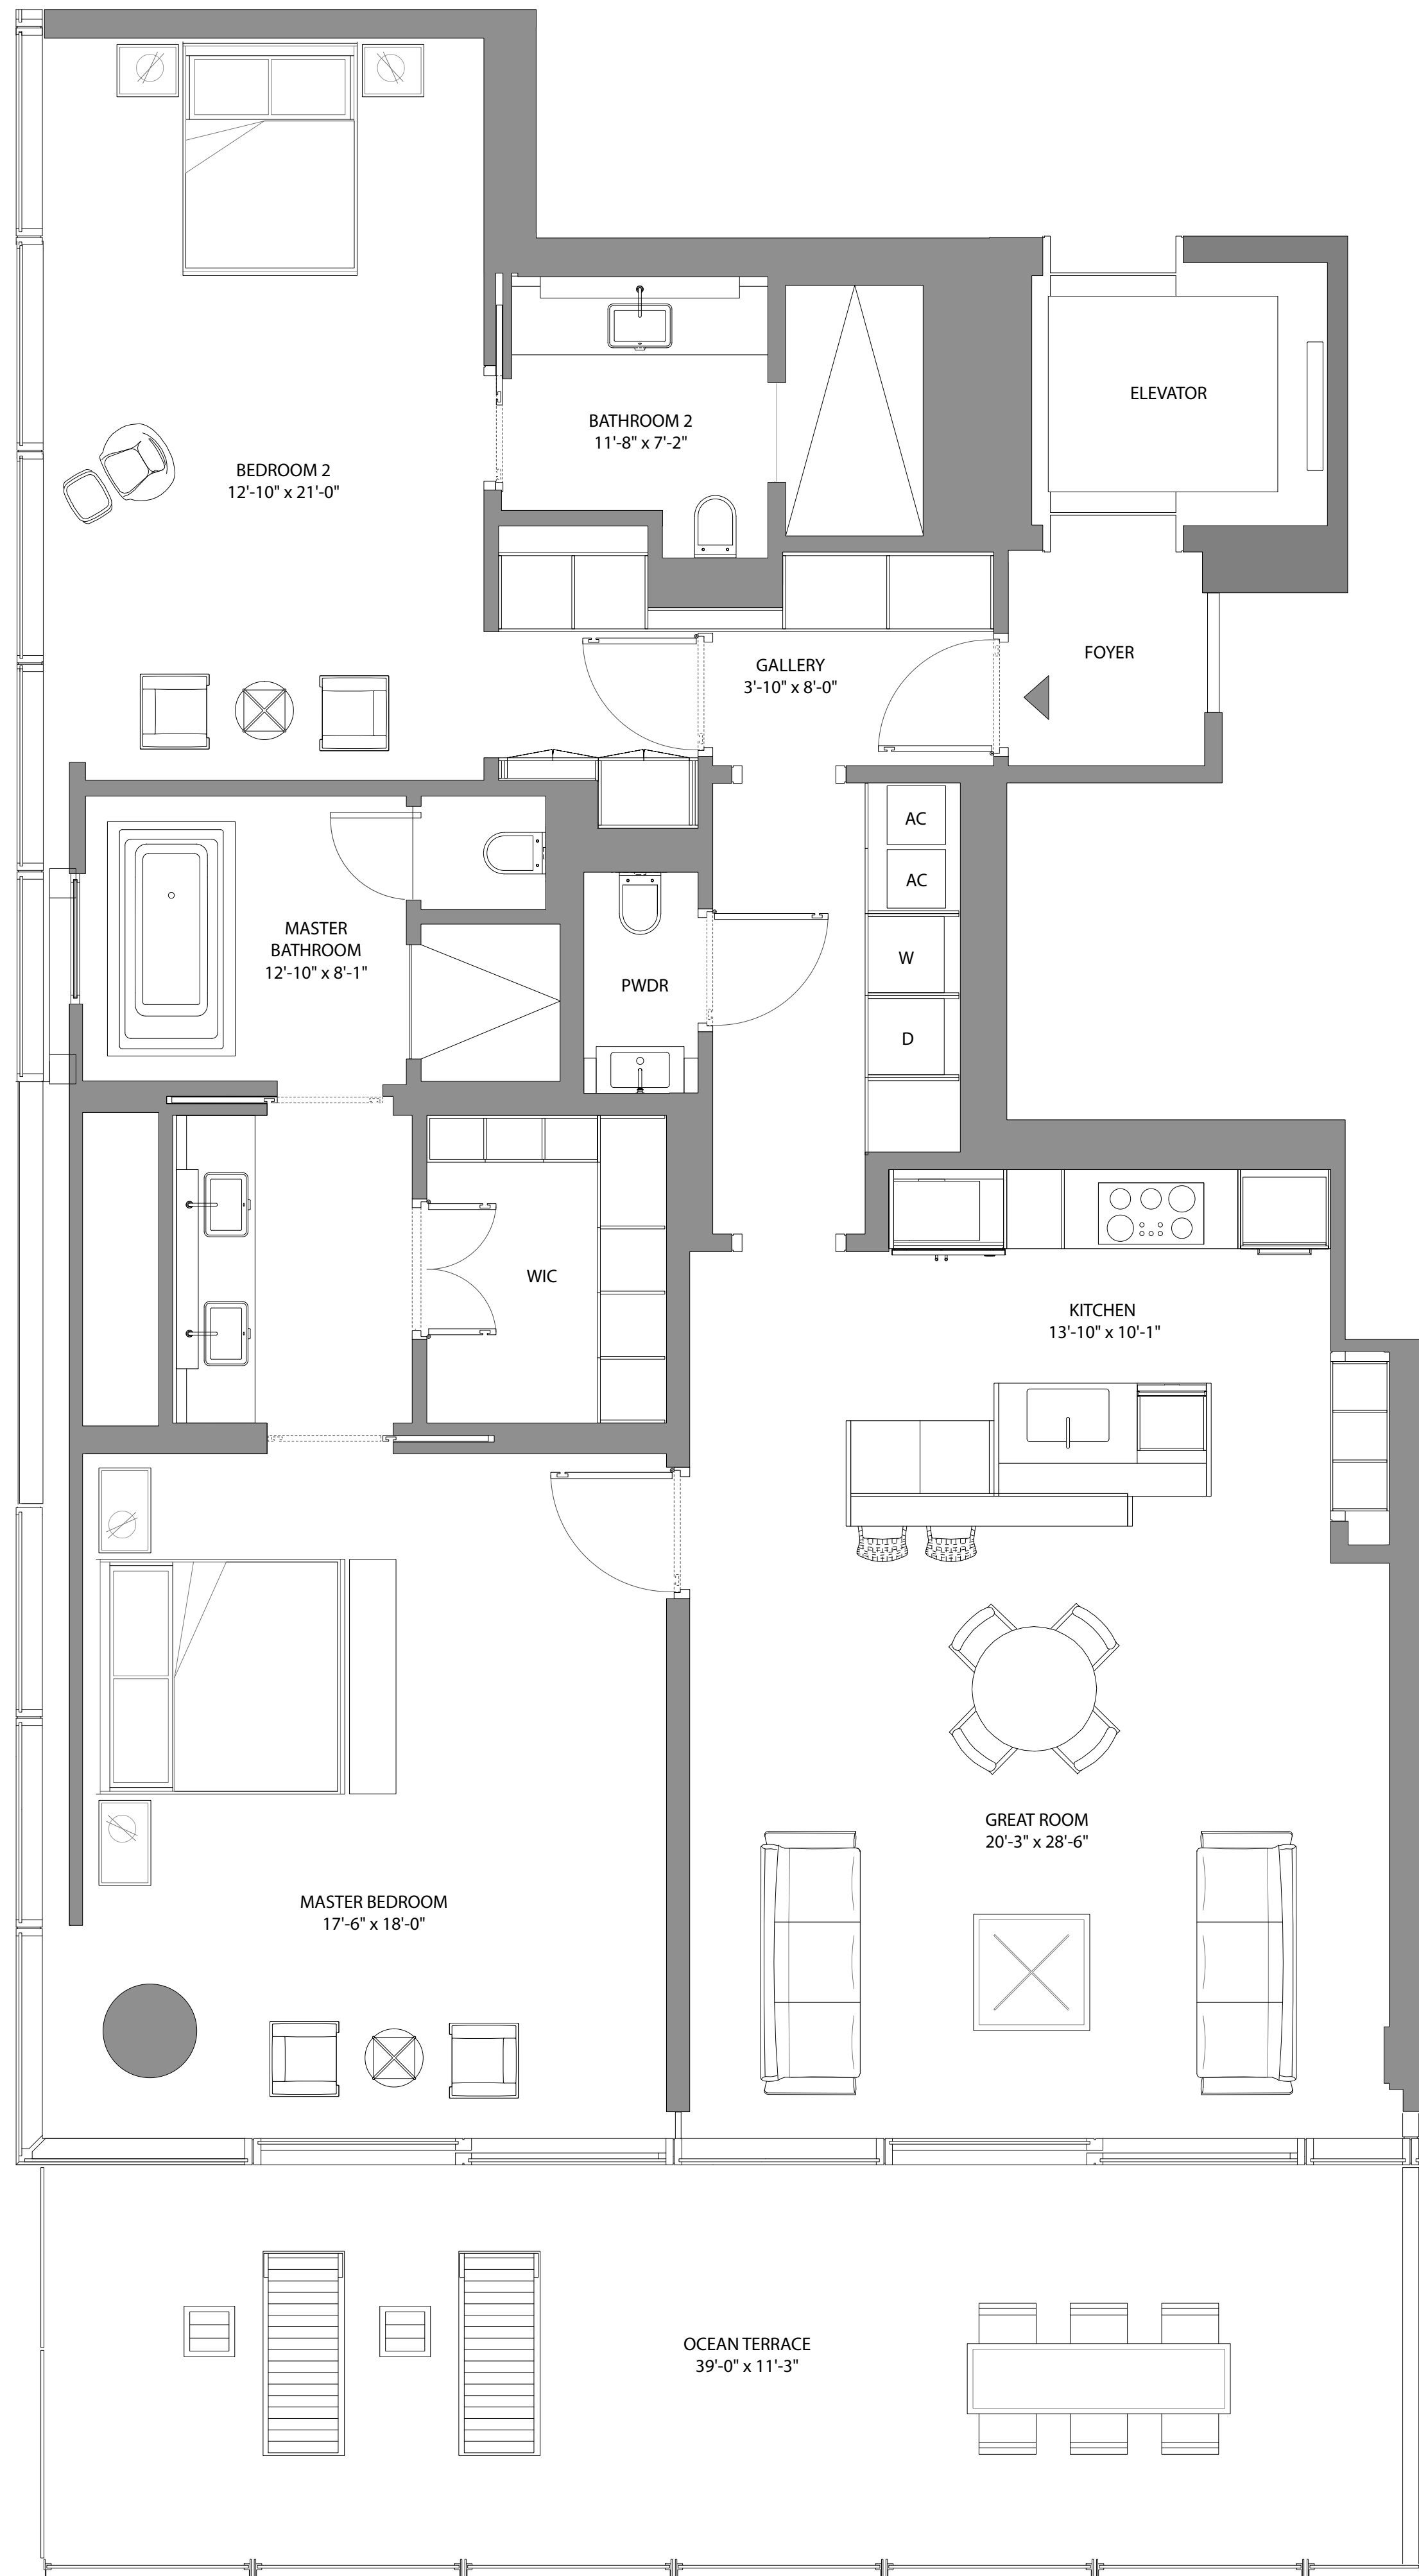 ELEVATOR
BATHROOM 2
11'-8" x 7'-2"
BEDROOM 2
12'-10" x 21'-0"
FOYER
GALLERY
3'-10" x 8'-0"
AC
AC
MASTER
BATHROOM
12'-10" x 8'-1"
W
PWDR
D
WIC
KITCHEN
13'-10" x 10'-1"
GREAT ROOM
20'-3" x 28'-6"
MASTER BEDROOM
17'-6" x 18'-0"
OCEAN TERRACE
39'-0" x 11'-3"